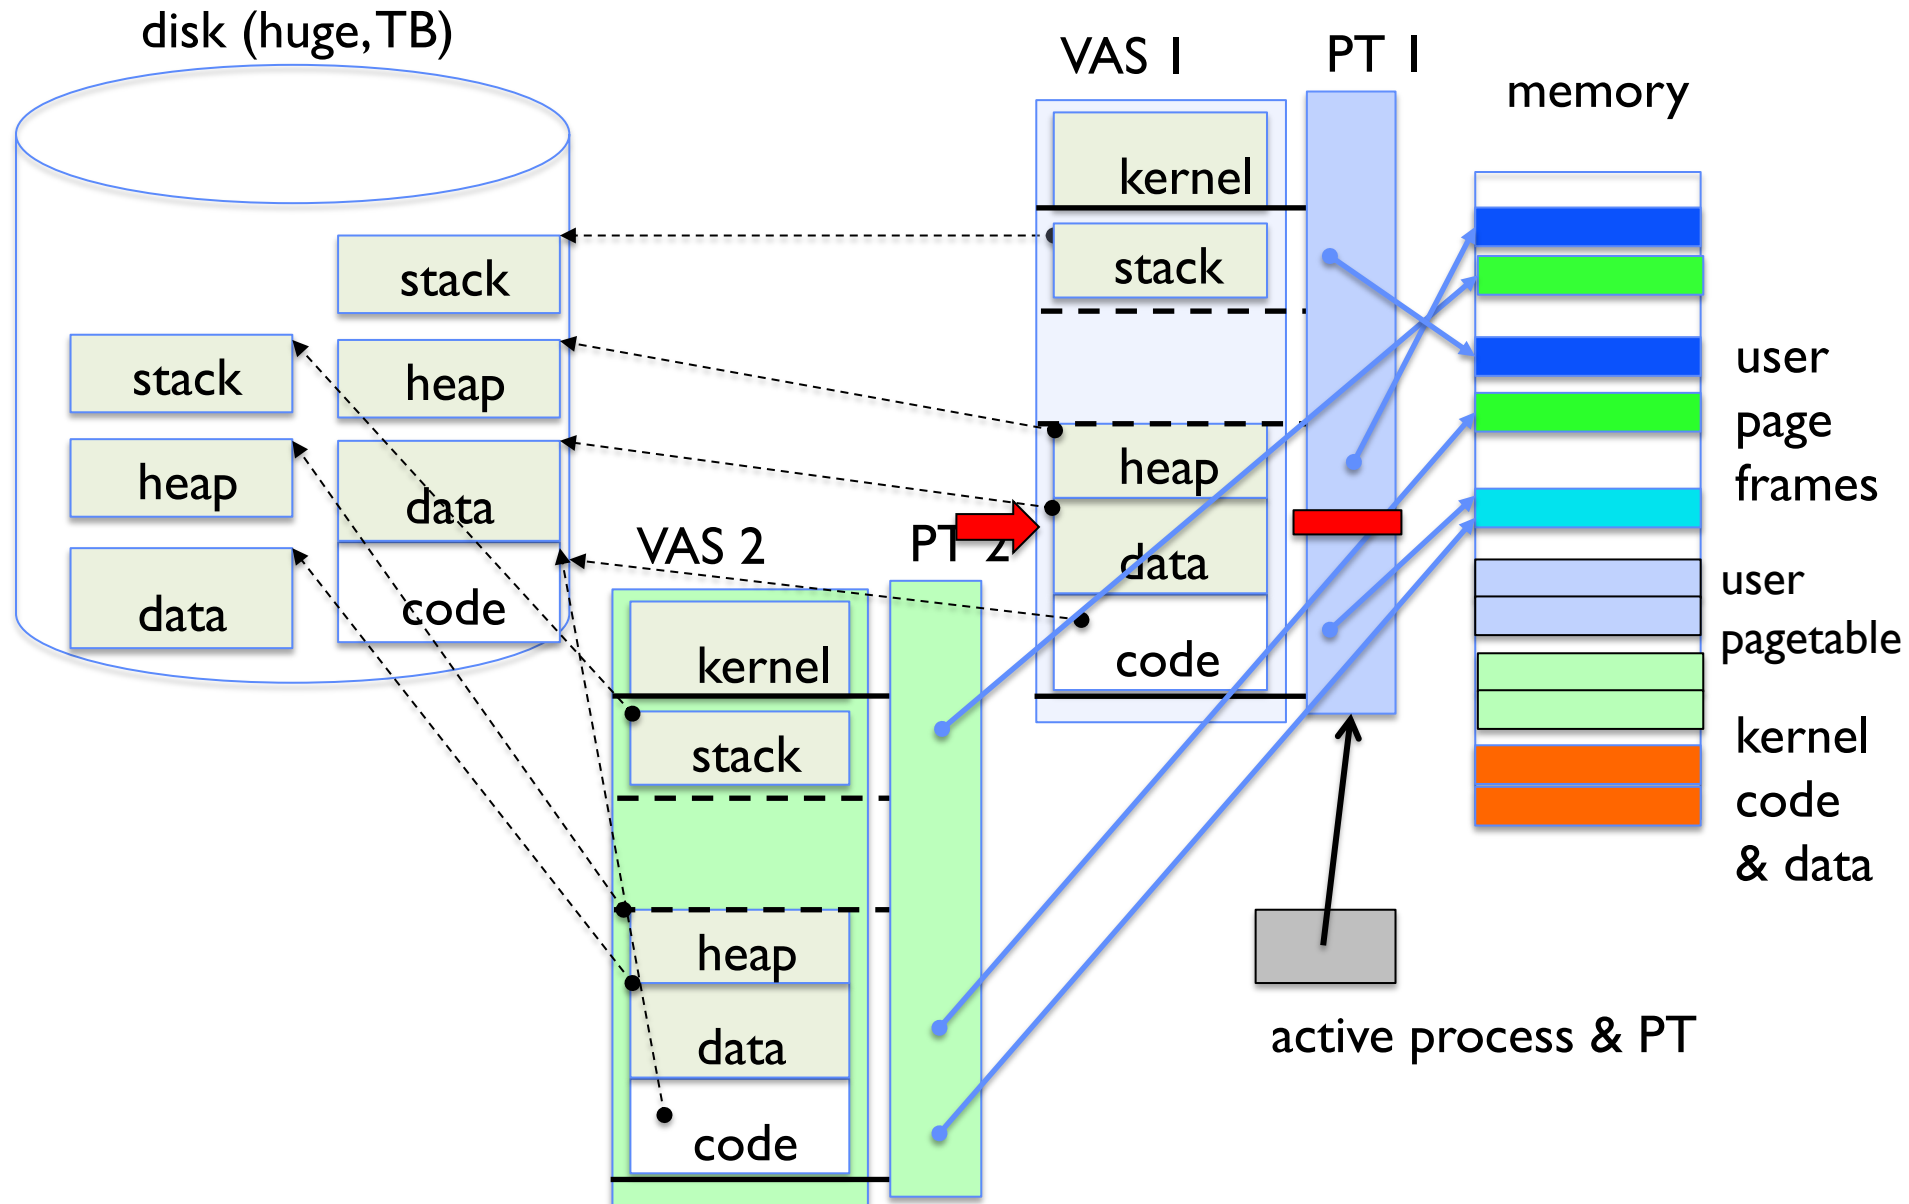 disk (huge, TB)
stack
heap
data
code
stack
heap
data
VAS 1
PT 1
kernel
stack
heap
data
code
VAS 2
PT 2
kernel
stack
heap
data
code
memory
user
page
frames
user
pagetable
kernel
code
& data
active process & PT